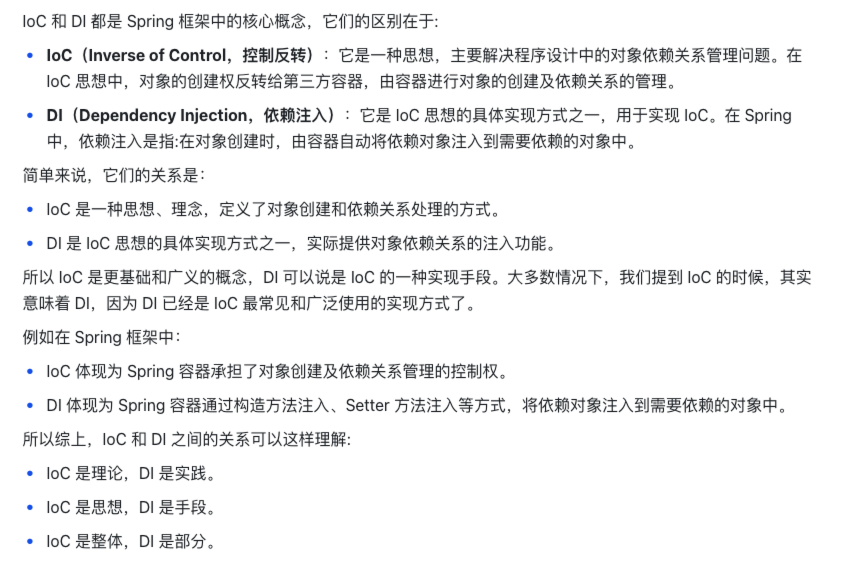 IoC 和 DI 都是 Spring 框架中的核心概念，它们的区别在于:
• IoC（Inverse of Control，控制反转）：它是一种思想，主要解决程序设计中的对象依赖关系管理问题。在
IoC 思想中，对象的创建权反转给第三方容器，由容器进行对象的创建及依赖关系的管理。
• DI（Dependency Injection，依赖注入）：它是 IoC 思想的具体实现方式之一，用于实现 IoC。在 Spring
中，依赖注入是指:在对象创建时，由容器自动将依赖对象注入到需要依赖的对象中。
简单来说，它们的关系是：
• IoC 是一种思想、理念，定义了对象创建和依赖关系处理的方式。
• DI 是 IoC 思想的具体实现方式之一，实际提供对象依赖关系的注入功能。
所以 IoC 是更基础和广义的概念，DI 可以说是 IoC 的一种实现手段。大多数情况下，我们提到 IoC 的时候，其实
意味着 DI，因为 DI 已经是 IoC 最常见和广泛使用的实现方式了。
例如在 Spring 框架中：
• IoC 体现为 Spring 容器承担了对象创建及依赖关系管理的控制权。
• DI 体现为 Spring 容器通过构造方法注入、Setter 方法注入等方式，将依赖对象注入到需要依赖的对象中。
所以综上，IoC 和 DI 之间的关系可以这样理解:
• IoC 是理论，DI 是实践。
• IoC 是思想，DI 是手段。
• IoC 是整体，DI 是部分。